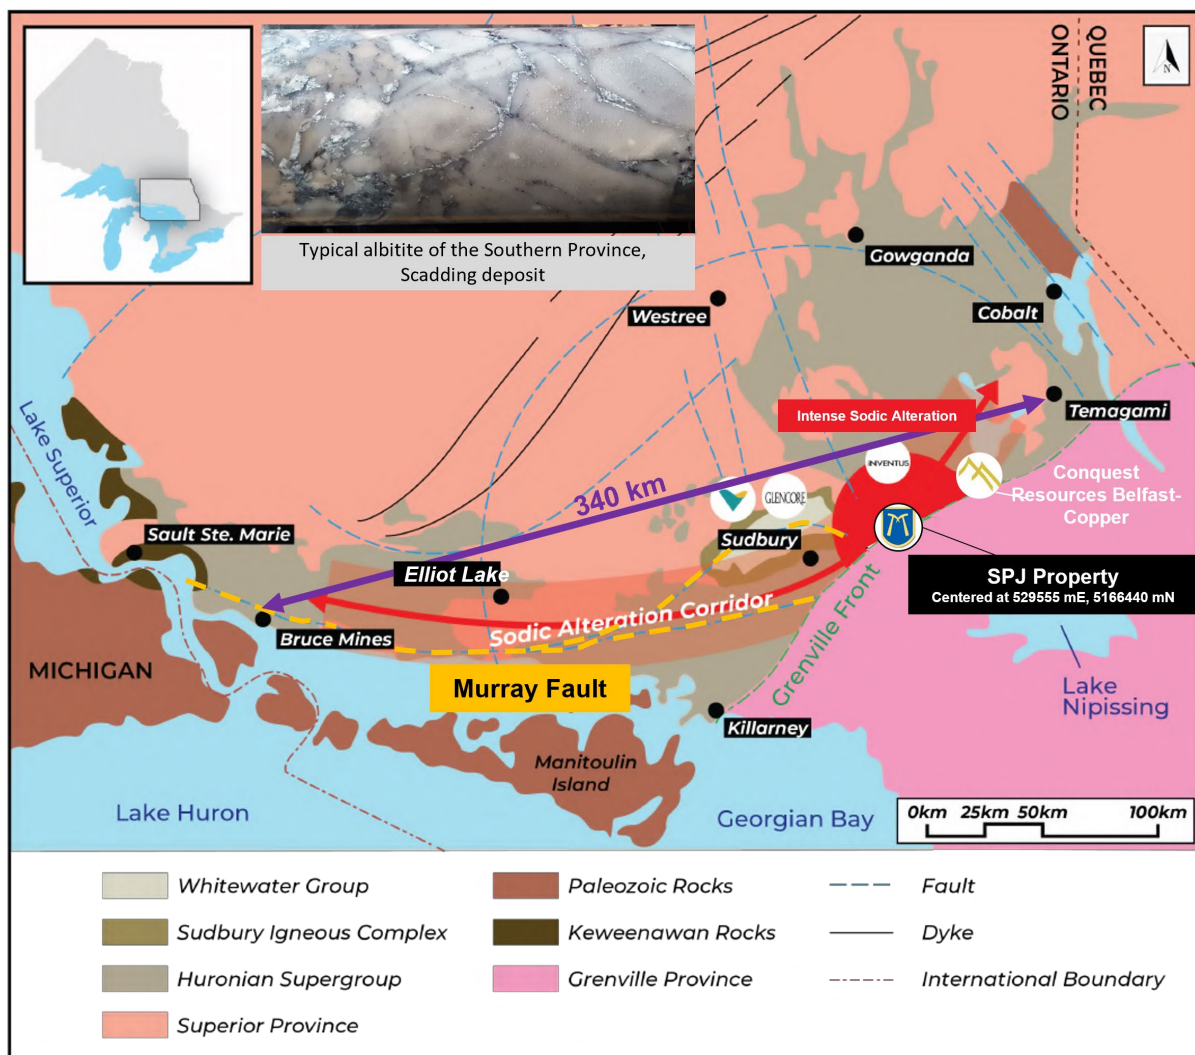 QUEBEC
ONTARIO
N
Typical albitite of the Southern Province,
Scadding deposit
Gowganda
Westree
Cobalt
Temagami
Intense Sodic Alteration
INVENTUS
Conquest
Resources Belfast-
Copper
340 km
GLENCORE
Sudbury
Lake Superior
Sault Ste. Marie
Elliot Lake
SPJ Property
Centered at 529555 mE, 5166440 mN
Sodic Alteration Corridor
Bruce Mines
Grenville Front
MICHIGAN
Murray Fault
Lake
Nipissing
Killarney
Manitoulin
Island
Lake Huron
Georgian Bay
0km 25km 50km 100km
Whitewater Group
Paleozoic Rocks
Fault
Sudbury Igneous Complex
Keweenawan Rocks
Dyke
Huronian Supergroup
Grenville Province
International Boundary
Superior Province